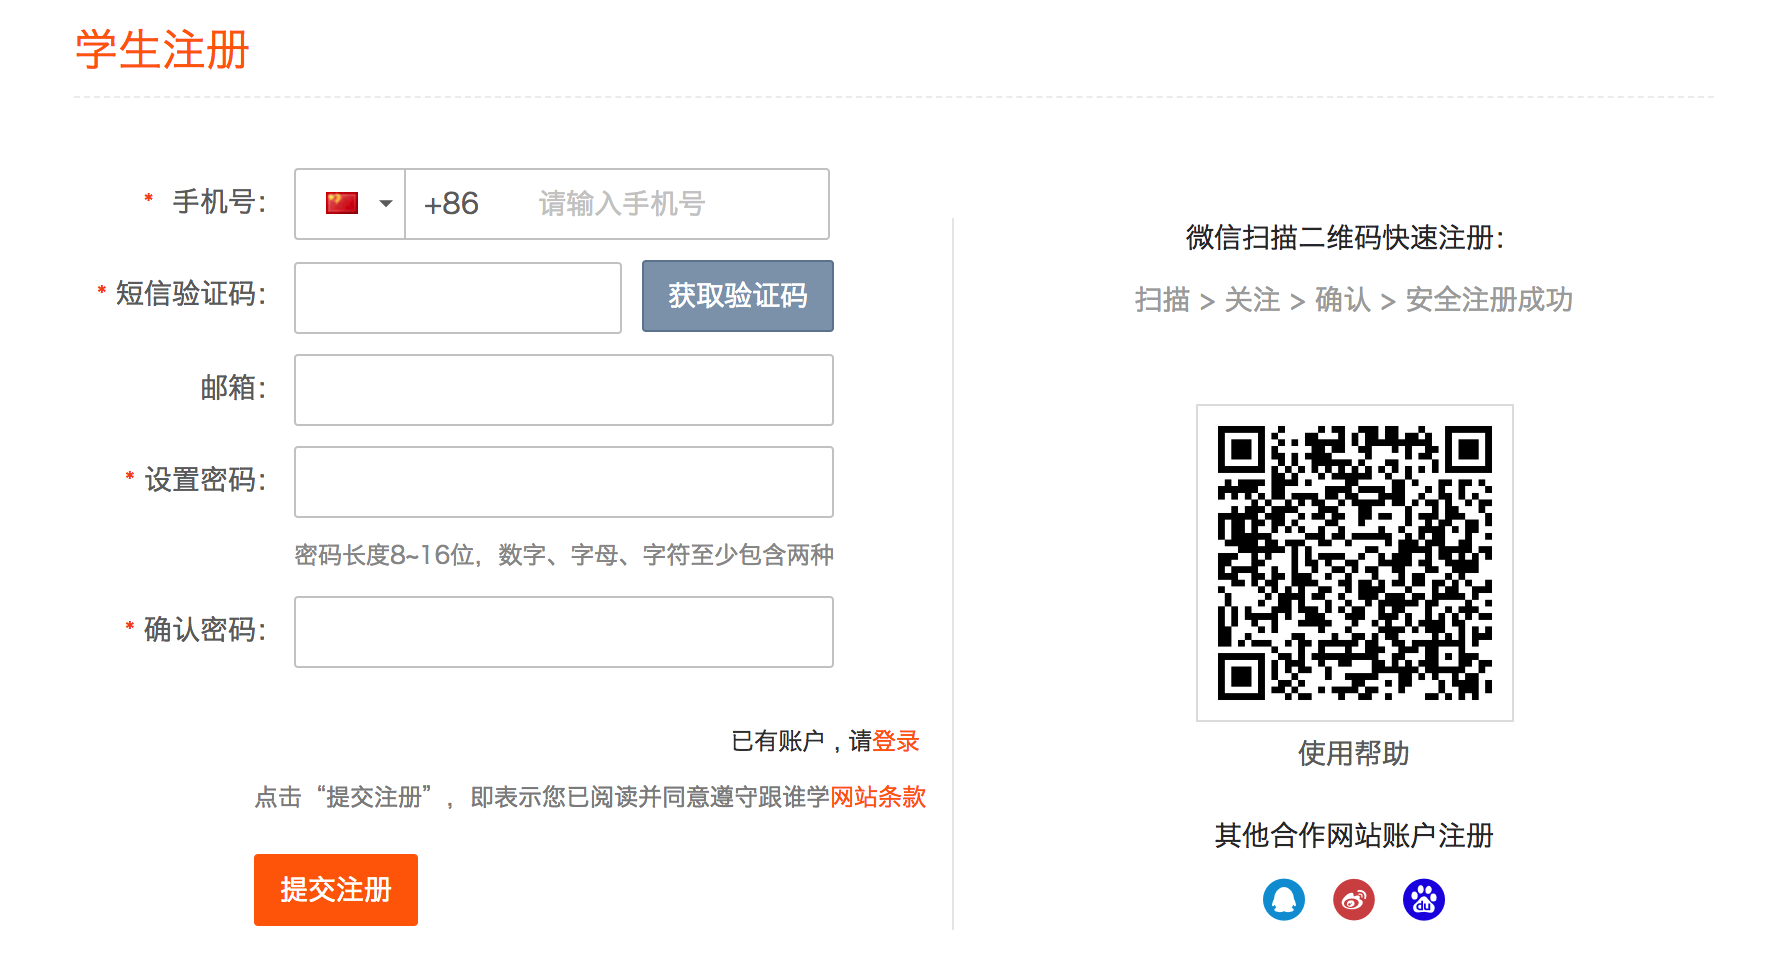 学生注册
* 手机号：
+86 请输入手机号
* 短信验证码：
获取验证码
邮箱：
* 设置密码：
密码长度8~16位，数字、字母、字符至少包含两种
* 确认密码：
已有账户，请登录
点击“提交注册”，即表示您已阅读并同意遵守跟谁学网站条款
提交注册
微信扫描二维码快速注册：
扫描 > 关注 > 确认 > 安全注册成功
使用帮助
其他合作网站账户注册
du